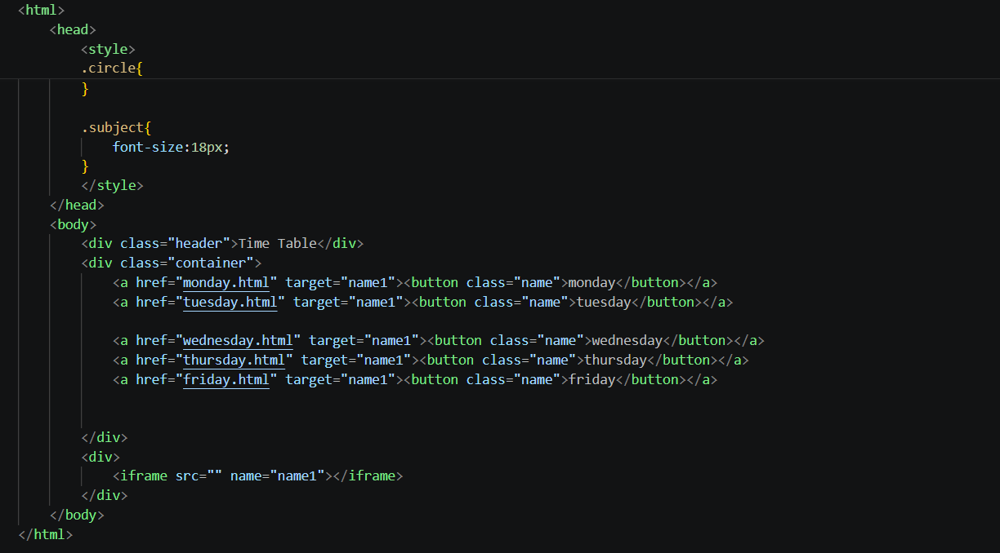 <html>
<head>
<style>
.circle{
}
.subject{
font-size:18px;
}
</style>
</head>
<body>
<div class="header">Time Table</div>
<div class="container">
<a href="monday.html" target="name1"><button class="name">monday</button></a>
<a href="tuesday.html" target="name1"><button class="name">tuesday</button></a>
<a href="wednesday.html" target="name1"><button class="name">wednesday</button></a>
<a href="thursday.html" target="name1"><button class="name">thursday</button></a>
<a href="friday.html" target="name1"><button class="name">friday</button></a>
</div>
<div>
<iframe src="" name="name1"></iframe>
</div>
</body>
</html>